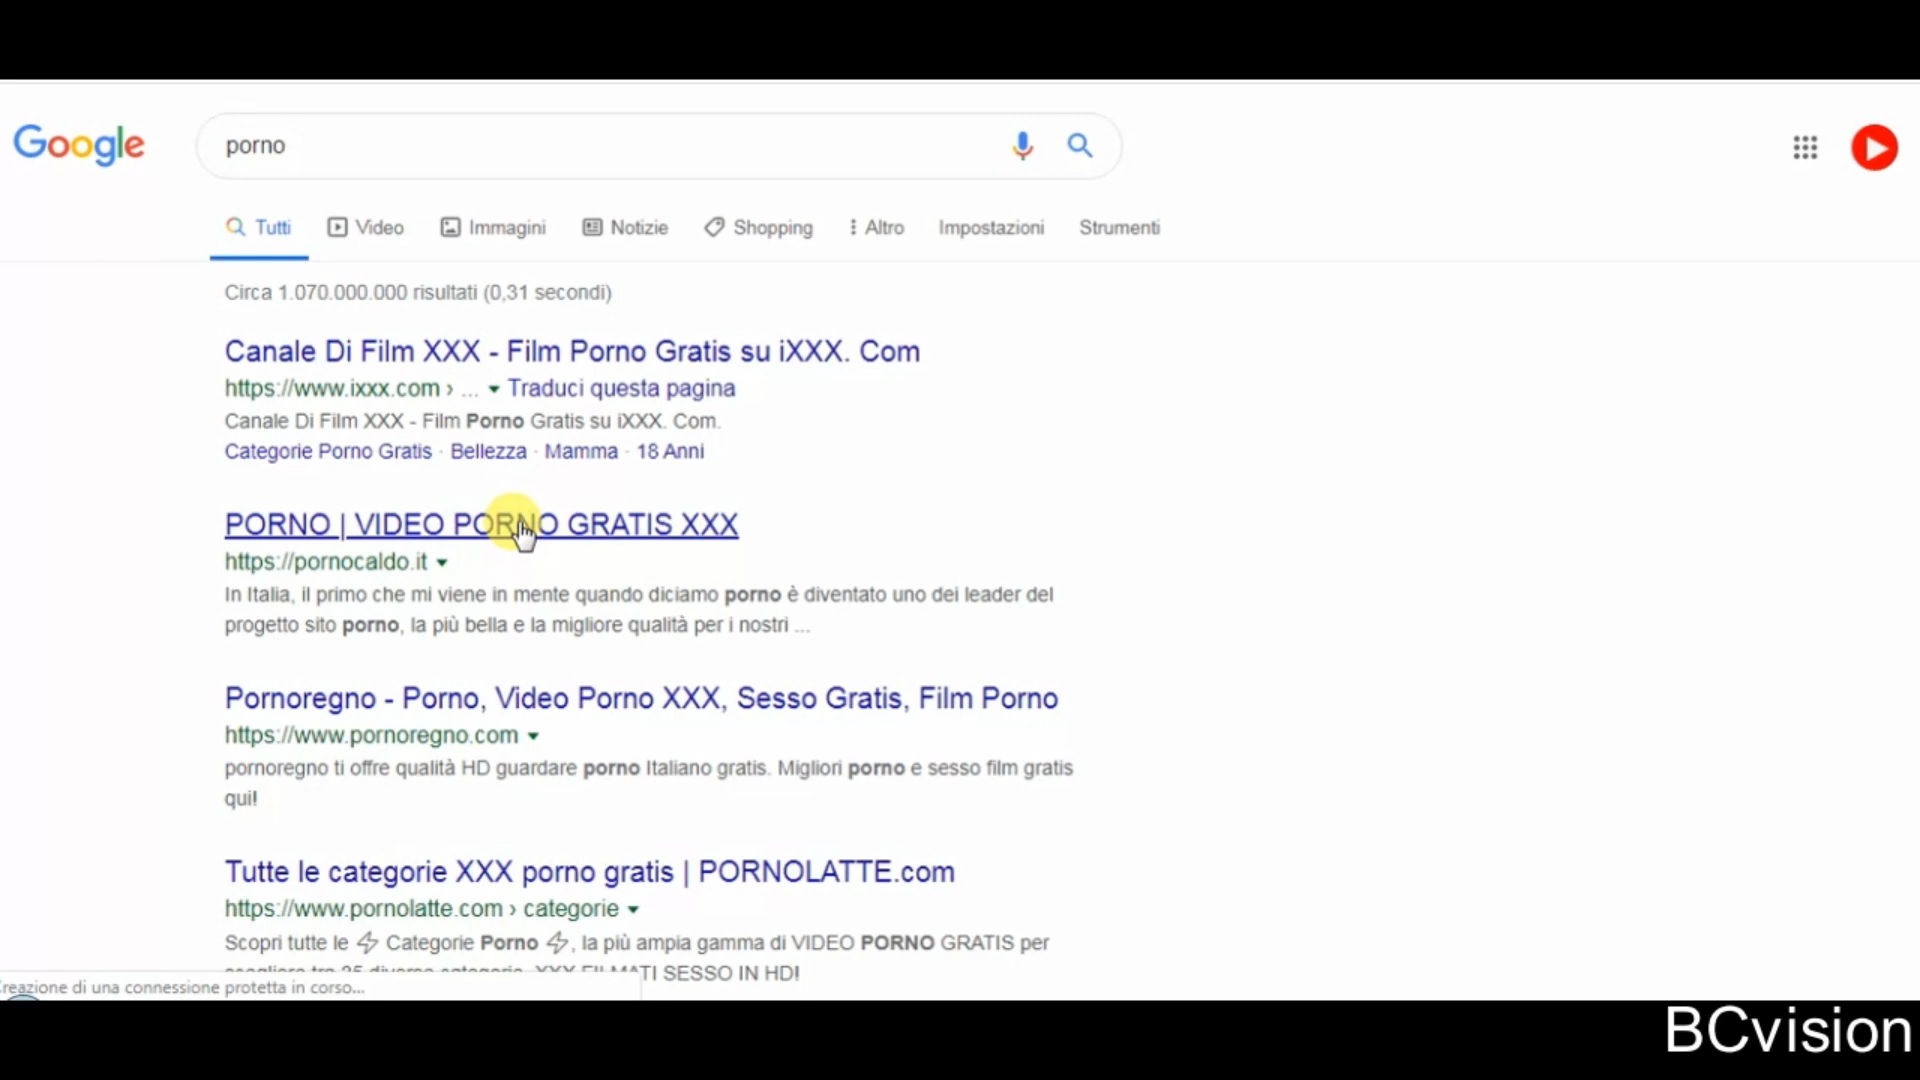 Google
porno
Tutti Video Immagini Notizie Shopping Altro Impostazioni Strumenti
Circa 1.070.000.000 risultati (0,31 secondi)
Canale Di Film XXX - Film Porno Gratis su iXXX. Com
https://www.ixxx.com › ... Traduci questa pagina
Canale Di Film XXX - Film Porno Gratis su iXXX. Com.
Categorie Porno Gratis · Bellezza · Mamma · 18 Anni
PORNO | VIDEO PORNO GRATIS XXX
https://pornocaldo.it
In Italia, il primo che mi viene in mente quando diciamo porno è diventato uno dei leader del
progetto sito porno, la più bella e la migliore qualità per i nostri ...
Pornoregno - Porno, Video Porno XXX, Sesso Gratis, Film Porno
https://www.pornoregno.com
pornoregno ti offre qualità HD guardare porno Italiano gratis. Migliori porno e sesso film gratis
qui!
Tutte le categorie XXX porno gratis | PORNOLATTE.com
https://www.pornolatte.com › categorie
Scopri tutte le Categorie Porno , la più ampia gamma di VIDEO PORNO GRATIS per
SESSO IN HD!
reazione di una connessione protetta in corso...
BCvision